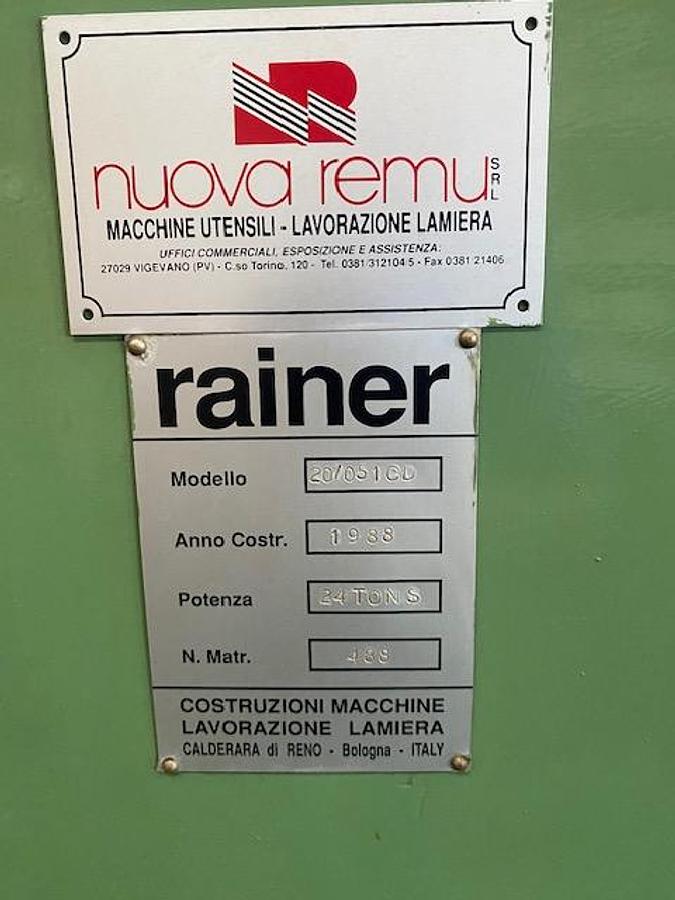 nuova remu SRL
MACCHINE UTENSILI - LAVORAZIONE LAMIERA
UFFICI COMMERCIALI, ESPOSIZIONE E ASSISTENZA:
27029 VIGEVANO (PV) - C.so Torino, 120 - Tel. 0381/312104/5 - Fax 0381/21406
rainer
Modello
Anno Costr. 1988
Potenza 24 TONS
N. Matr. 488
COSTRUZIONI MACCHINE
LAVORAZIONE LAMIERA
CALDERARA di RENO - Bologna - ITALY